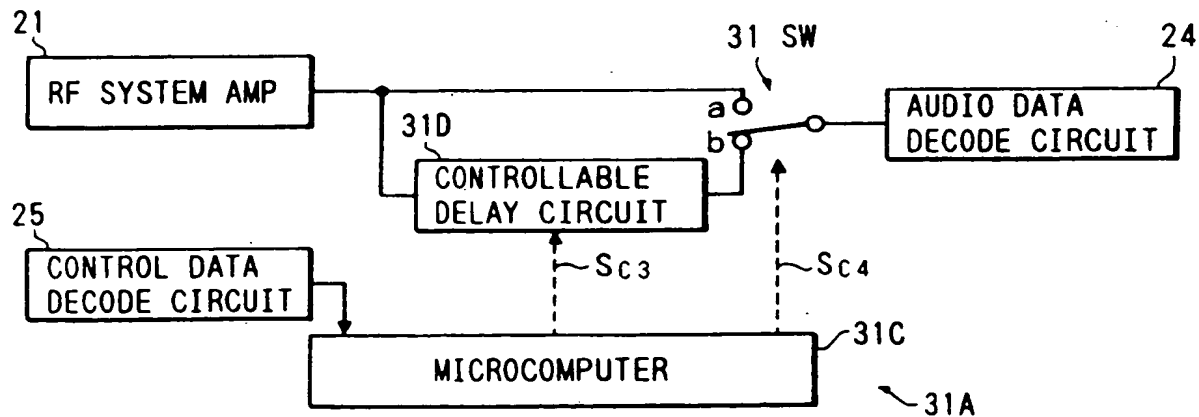 21
RF SYSTEM AMP
31 SW
24
a
b
AUDIO DATA
DECODE CIRCUIT
31D
CONTROLLABLE
DELAY CIRCUIT
25
CONTROL DATA
DECODE CIRCUIT
SC3
SC4
MICROCOMPUTER
31C
31A